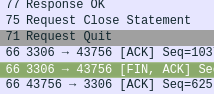 77 Response OK
75 Request Close Statement
71 Request Quit
66 3306 → 43756 [ACK] Seq=103
66 3306 → 43756 [FIN, ACK] Se
66 43756 → 3306 [ACK] Seq=625